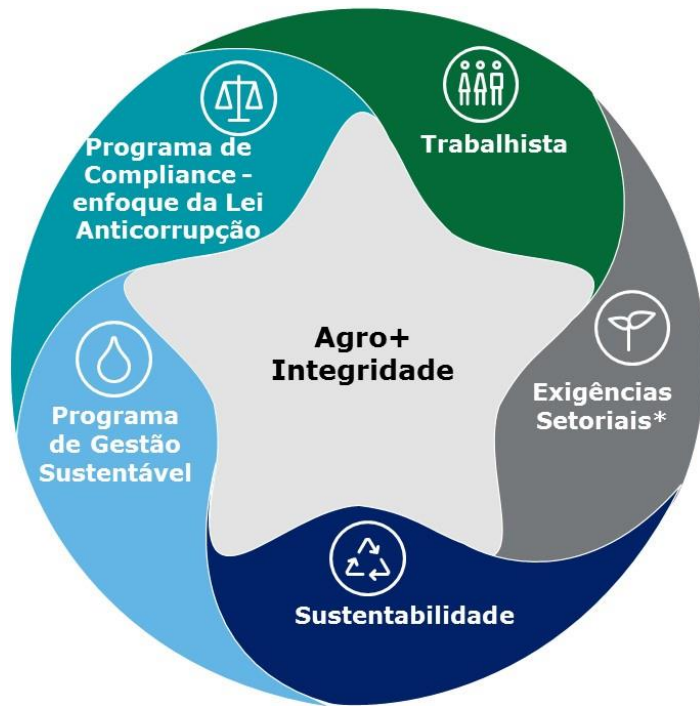 Programa de
Compliance –
enfoque da Lei
Anticorrupção
Trabalhista
Agro+
Integridade
Exigências
Setoriais*
Programa
de Gestão
Sustentável
Sustentabilidade